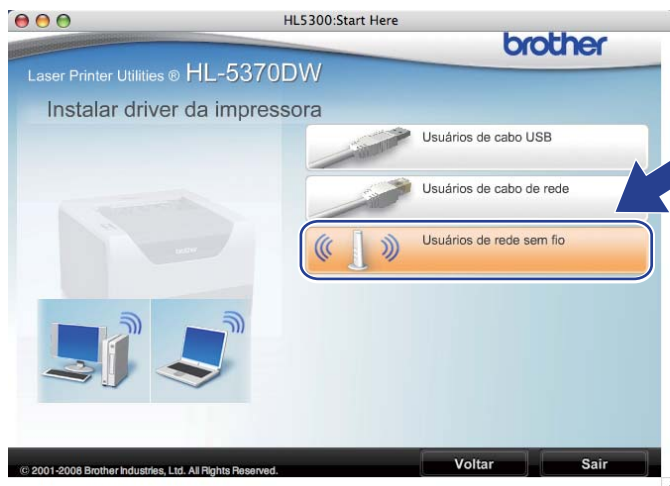 HL5300:Start Here
brother
Laser Printer Utilities ® HL-5370DW
Instalar driver da impressora
Usuários de cabo USB
Usuários de cabo de rede
Usuários de rede sem fio
© 2001-2008 Brother Industries, Ltd. All Rights Reserved.
Voltar
Sair